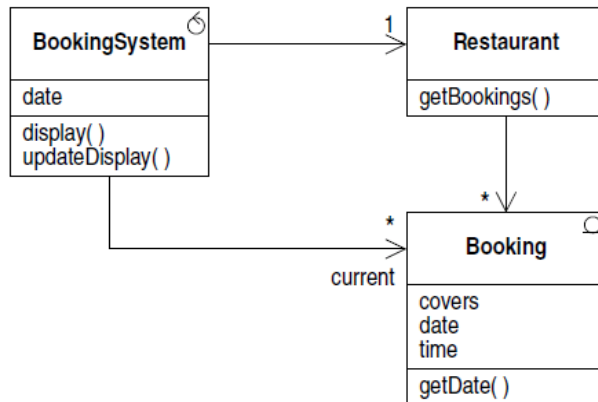 BookingSystem
date
display( )
updateDisplay( )
1
Restaurant
getBookings( )
*
*
current
Booking
covers
date
time
getDate( )